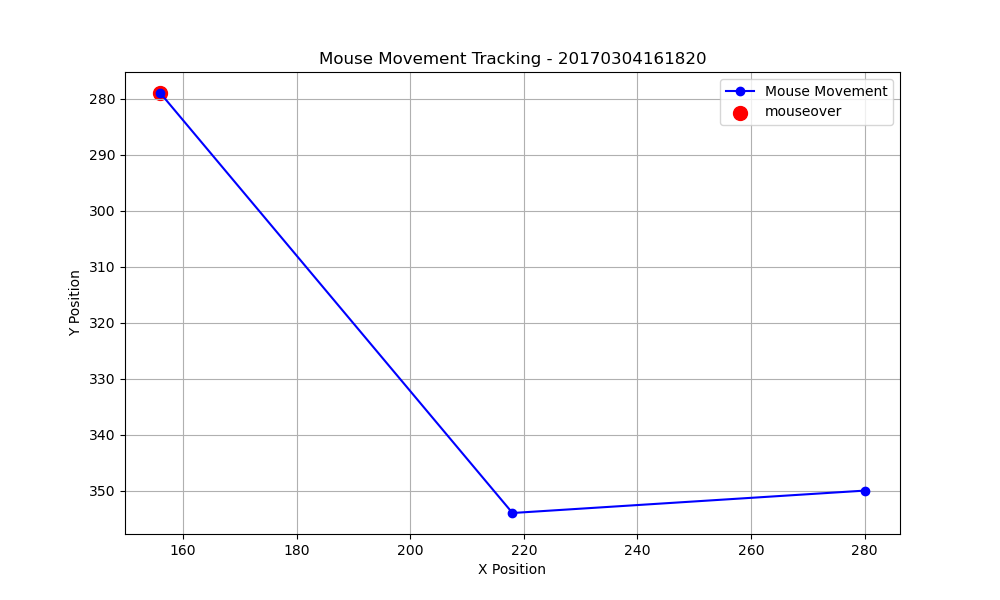 Mouse Movement Tracking - 20170304161820
Mouse Movement
mouseover
Y Position
280
290
300
310
320
330
340
350
160 180 200 220 240 260 280
X Position